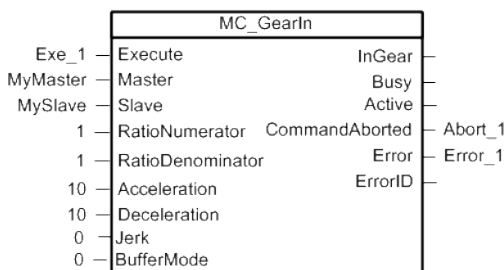 MC_GearIn
Exe_1 Execute InGear
MyMaster Master Busy
MySlave Slave Active
1 RatioNumerator CommandAborted Abort_1
1 RatioDenominator Error Error_1
10 Acceleration ErrorID
10 Deceleration
0 Jerk
0 BufferMode